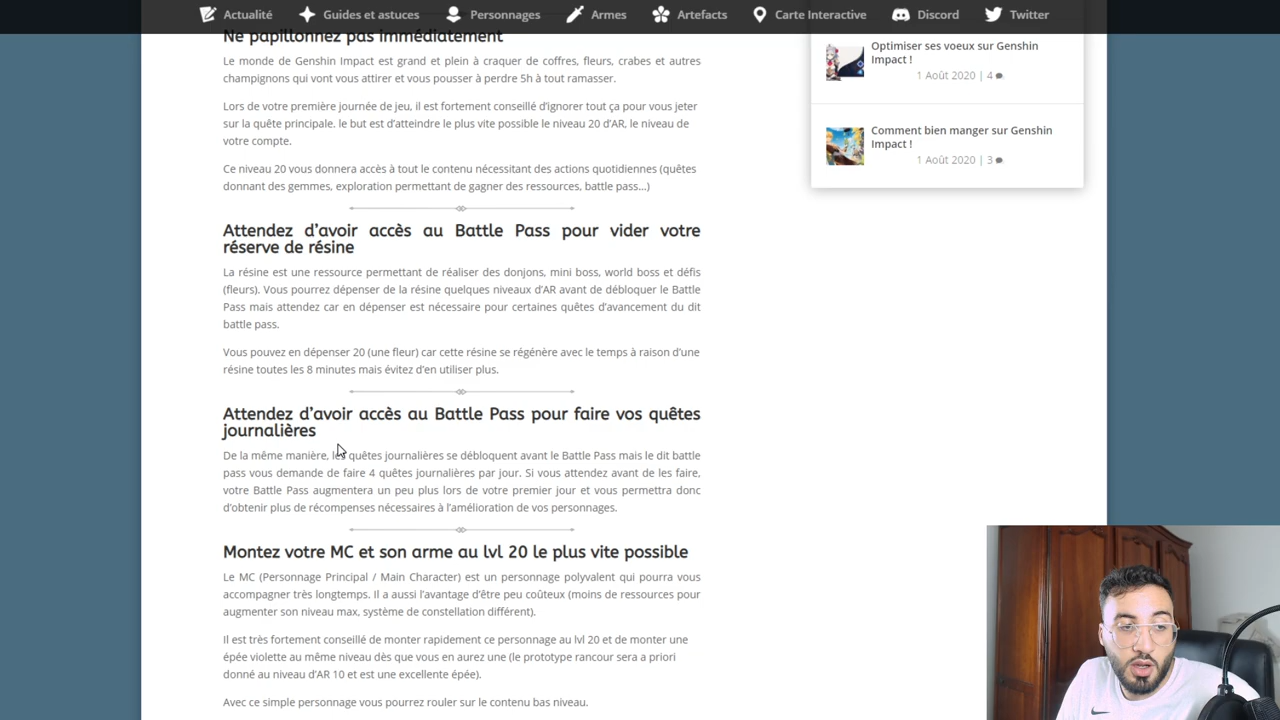 Actualité Guides et astuces Personnages Armes Artefacts Carte Interactive Discord Twitter
Ne papillonnez pas immédiatement
Le monde de Genshin Impact est grand et plein à craquer de coffres, fleurs, crabes et autres
champignons qui vont vous attirer et vous pousser à perdre 5h à tout ramasser.
Lors de votre première journée de jeu, il est fortement conseillé d'ignorer tout ça pour vous jeter
sur la quête principale. le but est d'atteindre le plus vite possible le niveau 20 d'AR, le niveau de
votre compte.
Ce niveau 20 vous donnera accès à tout le contenu nécessitant des actions quotidiennes (quêtes
donnant des gemmes, exploration permettant de gagner des ressources, battle pass...)
Attendez d'avoir accès au Battle Pass pour vider votre
réserve de résine
La résine est une ressource permettant de réaliser des donjons, mini boss, world boss et défis
(fleurs). Vous pourrez dépenser de la résine quelques niveaux d'AR avant de débloquer le Battle
Pass mais attendez car en dépenser est nécessaire pour certaines quêtes d'avancement du dit
battle pass.
Vous pouvez en dépenser 20 (une fleur) car cette résine se régénère avec le temps à raison d'une
résine toutes les 8 minutes mais évitez d'en utiliser plus.
Attendez d'avoir accès au Battle Pass pour faire vos quêtes
journalières
De la même manière, les quêtes journalières se débloquent avant le Battle Pass mais le dit battle
pass vous demande de faire 4 quêtes journalières par jour. Si vous attendez avant de les faire,
votre Battle Pass augmentera un peu plus lors de votre premier jour et vous permettra donc
d'obtenir plus de récompenses nécessaires à l'amélioration de vos personnages.
Montez votre MC et son arme au lvl 20 le plus vite possible
Le MC (Personnage Principal / Main Character) est un personnage polyvalent qui pourra vous
accompagner très longtemps. Il a aussi l'avantage d'être peu coûteux (moins de ressources pour
augmenter son niveau max, système de constellation différent).
Il est très fortement conseillé de monter rapidement ce personnage au lvl 20 et de monter une
épée violette au même niveau dès que vous en aurez une (le prototype rancour sera a priori
donné au niveau d'AR 10 et est une excellente épée).
Avec ce simple personnage vous pourrez rouler sur le contenu bas niveau.
Optimiser ses voeux sur Genshin
Impact !
1 Août 2020 | 4
Comment bien manger sur Genshin
Impact !
1 Août 2020 | 3